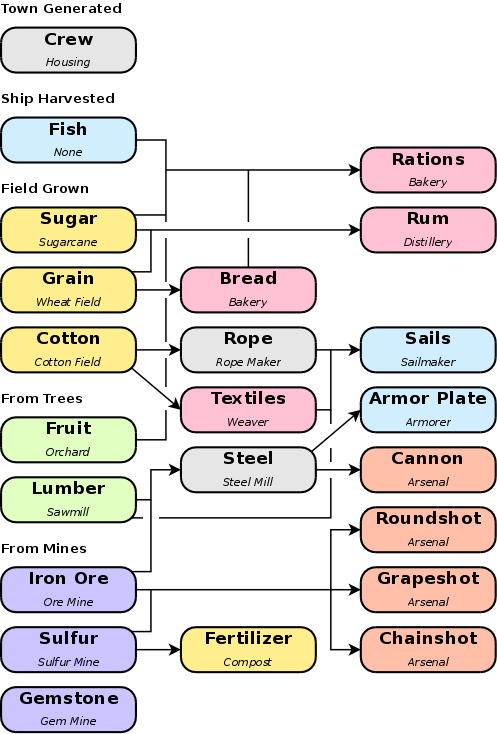 Town Generated
Crew
Housing
Ship Harvested
Fish
None
Rations
Bakery
Field Grown
Sugar
Sugarcane
Rum
Distillery
Grain
Wheat Field
Bread
Bakery
Cotton
Cotton Field
Rope
Rope Maker
Sails
Sailmaker
From Trees
Textiles
Weaver
Armor Plate
Armorer
Fruit
Orchard
Steel
Steel Mill
Cannon
Arsenal
Lumber
Sawmill
Roundshot
Arsenal
From Mines
Iron Ore
Ore Mine
Grapeshot
Arsenal
Sulfur
Sulfur Mine
Fertilizer
Compost
Chainshot
Arsenal
Gemstone
Gem Mine